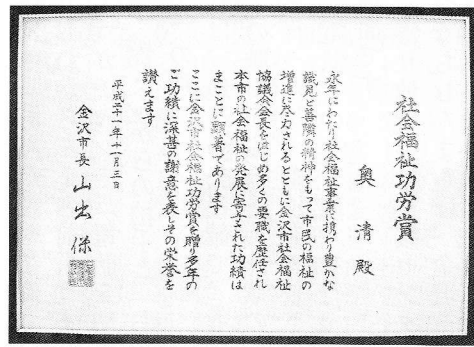 社会福祉功労賞
奥 清 殿
永年にわたり社会福祉事業に携わり豊かな
識見と善隣の精神をもって市民の福祉の
増進に尽力されるとともに金沢市社会福祉
協議会会長をはじめ多くの要職を歴任され
本市の社会福祉の発展に寄与された功績は
まことに顕著であります
ここに金沢市社会福祉功労賞を贈り多年の
ご功績に深甚の謝意を表しその栄誉を
讃えます
平成二十一年十一月三日
金沢市長 山出 保